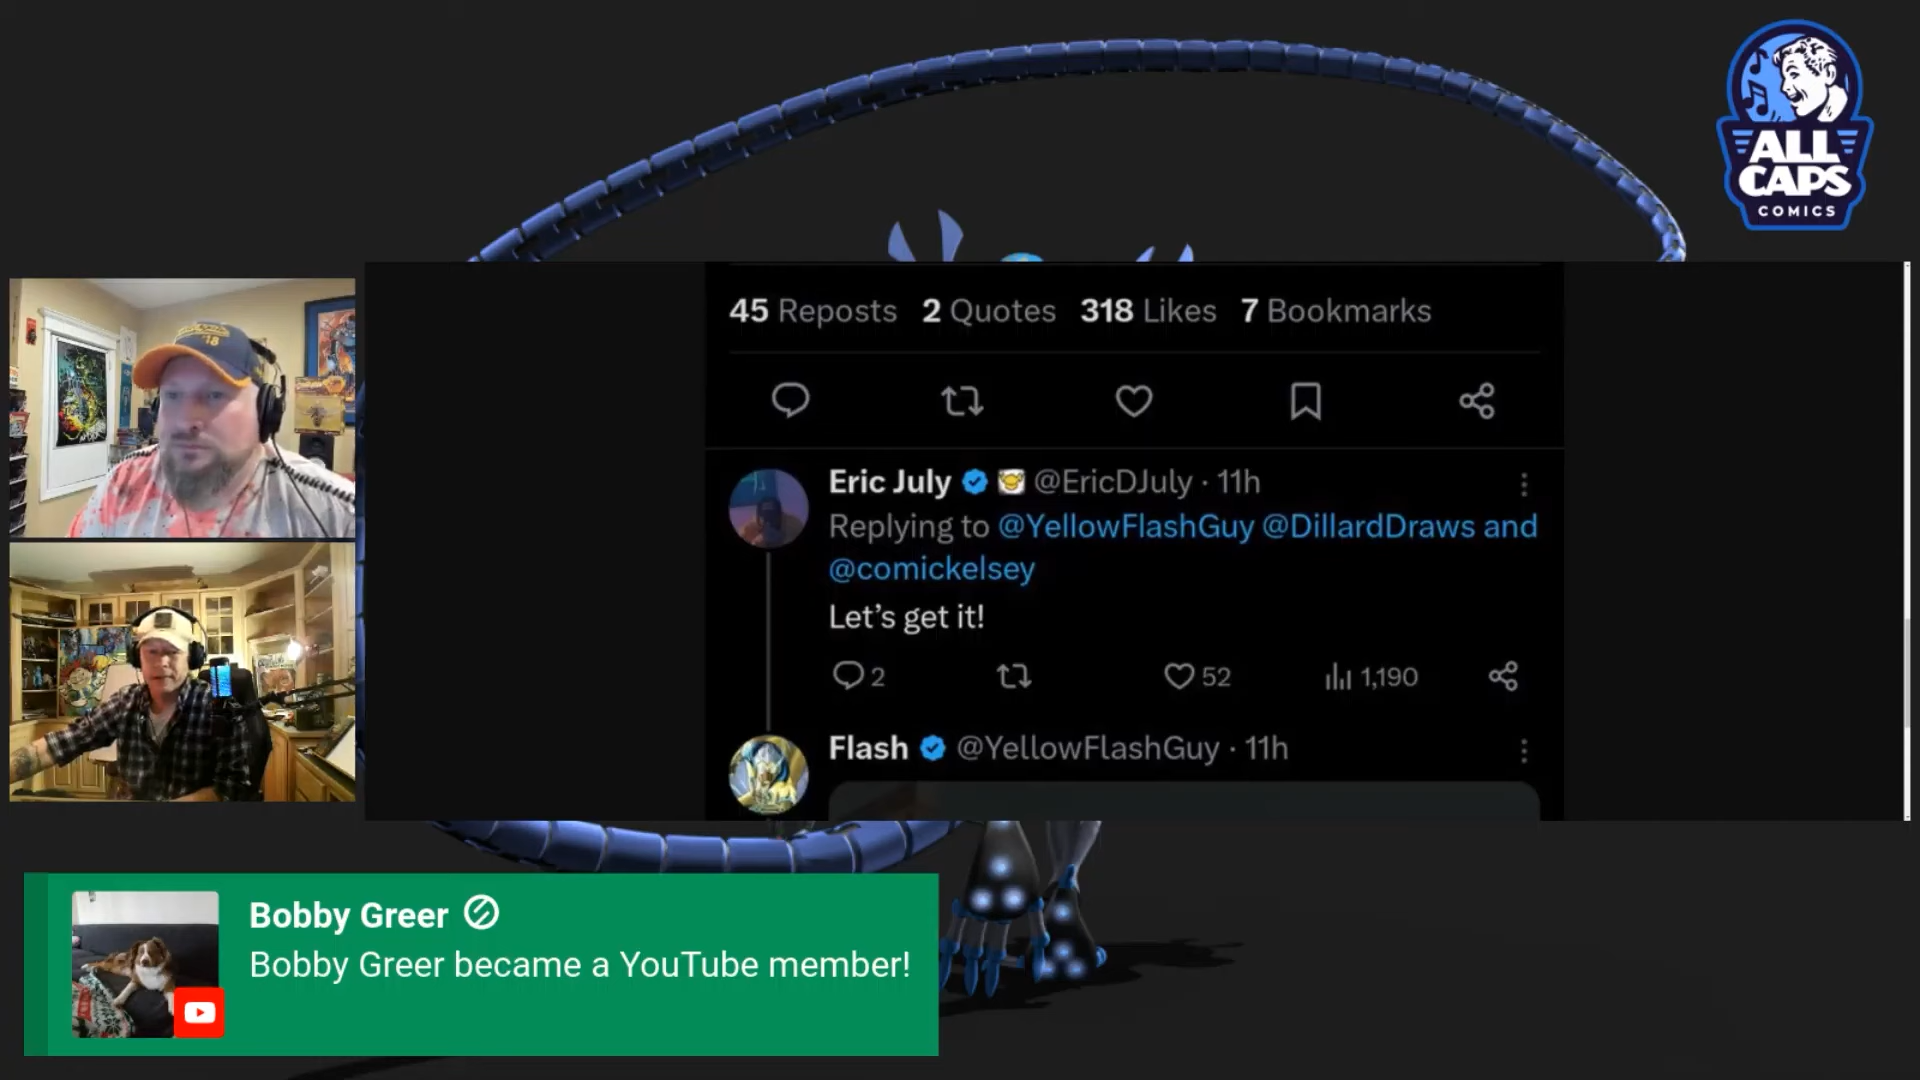 ALL
CAPS
COMICS
'18
45 Reposts 2 Quotes 318 Likes 7 Bookmarks
Eric July @EricDJuly · 11h
Replying to @YellowFlashGuy @DillardDraws and
@comickelsey
Let’s get it!
2 52 1,190
Flash @YellowFlashGuy · 11h
Bobby Greer
Bobby Greer became a YouTube member!